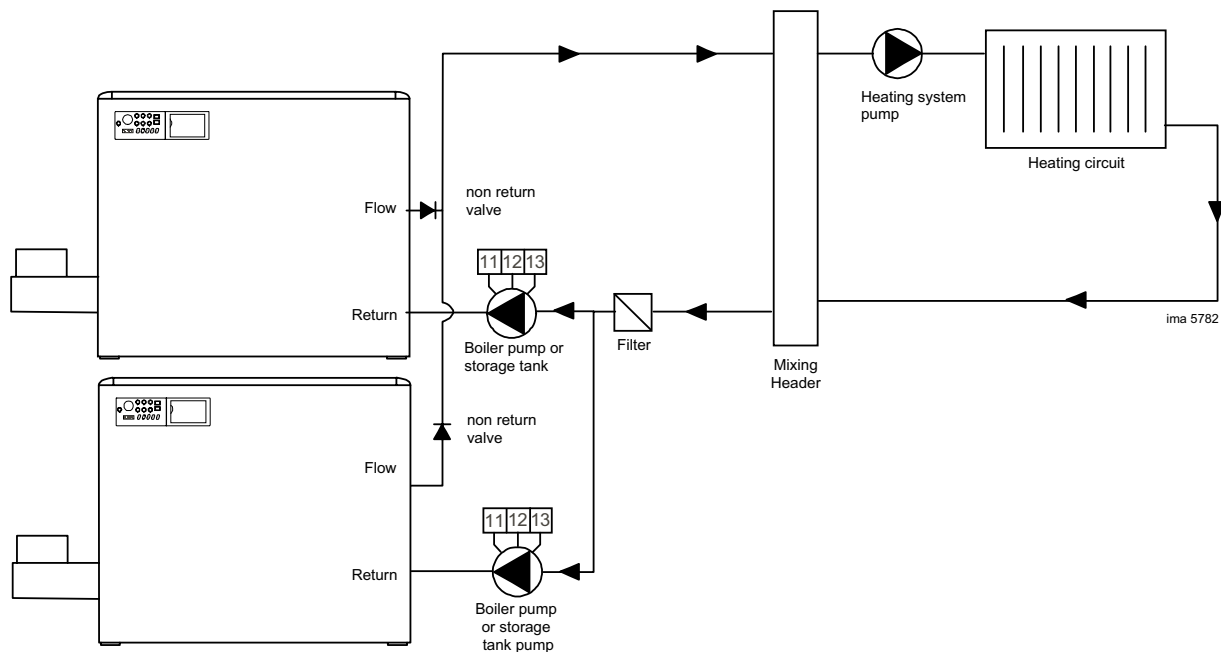 Heating system
pump
Heating circuit
non return
valve
Flow
11 12 13
Return
ima 5782
Boiler pump or
storage tank
Filter
Mixing
Header
non return
valve
Flow
11 12 13
Return
Boiler pump
or storage
tank pump